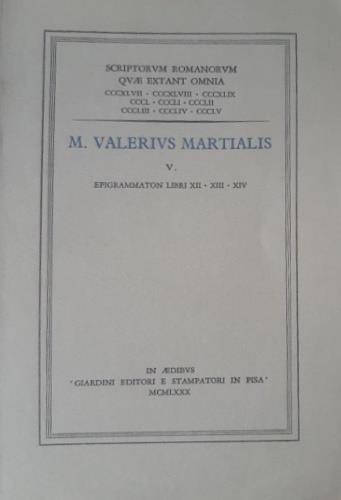 SCRIPTORVM ROMANORVM
QVÆ EXTANT OMNIA
CCCXLVII · CCCXLVIII · CCCXLIX
CCCL · CCCLI · CCCLII
CCCLIII · CCCLIV · CCCLV
M. VALERIVS MARTIALIS
V.
EPIGRAMMATON LIBRI XII · XIII · XIV
IN ÆDIBVS
'GIARDINI EDITORI E STAMPATORI IN PISA'
MCMLXXX